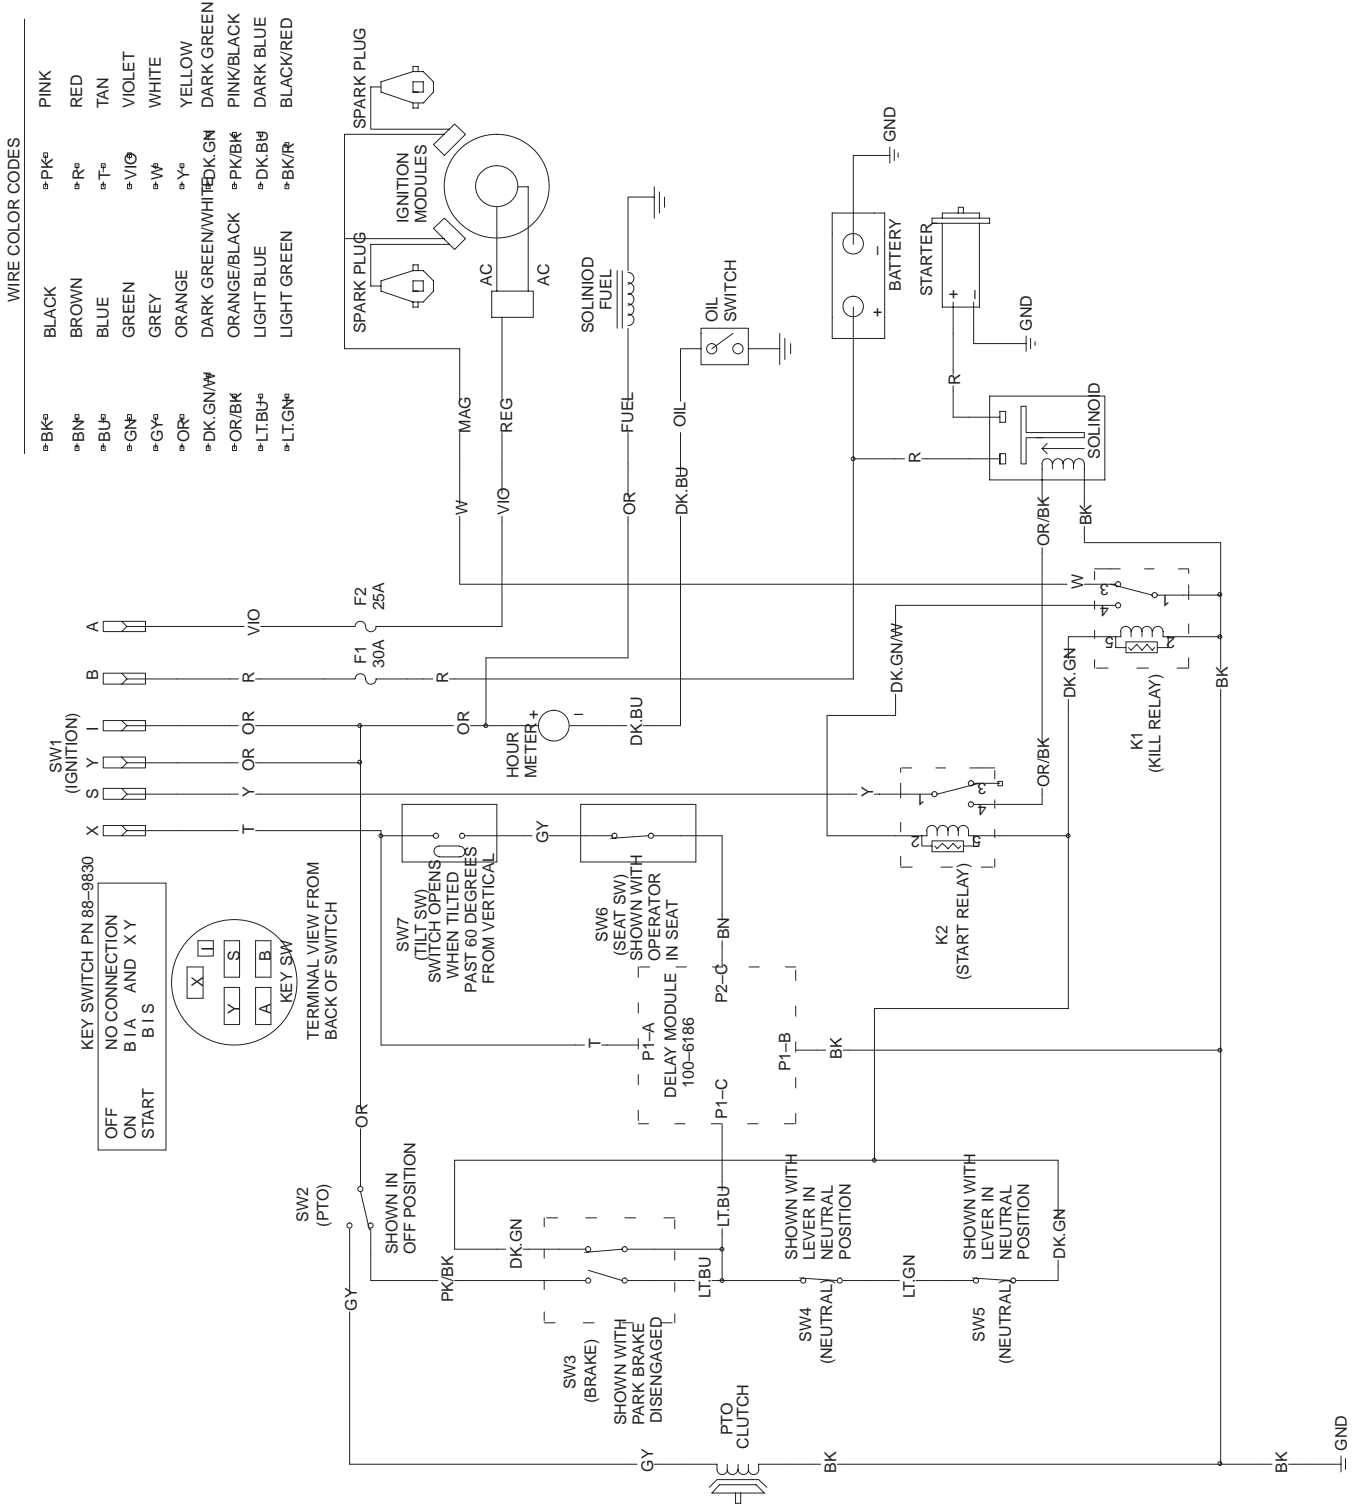 WIRE COLOR CODES
BK BLACK PK PINK
BN BROWN R RED
BU BLUE T TAN
GN GREEN VIO VIOLET
GY GREY W WHITE
OR ORANGE Y YELLOW
DK.GN/W DARK GREEN/WHITE DK.GN DARK GREEN
OR/BK ORANGE/BLACK PK/BK PINK/BLACK
LT.BU LIGHT BLUE DK.BU DARK BLUE
LT.GN LIGHT GREEN BK/R BLACK/RED
SPARK PLUG
SPARK PLUG
IGNITION
MODULES
AC
AC
SOLINIOD
FUEL
OIL
SWITCH
BATTERY
+
–
GND
STARTER
+
–
GND
R
R
SOLINOID
MAG
REG
FUEL
OIL
W
VIO
OR
DK.BU
OR/BK
BK
SW1
(IGNITION)
A
B
I
Y
S
X
VIO
R
OR
OR
Y
T
F2
25A
F1
30A
R
OR
HOUR
METER
+
–
DK.BU
W
3
4
1
5
2
K1
(KILL RELAY)
DK.GN/W
DK.GN
BK
OR/BK
Y
1
3
4
2
5
K2
(START RELAY)
KEY SWITCH PN 88–9830
OFF NO CONNECTION
ON B I A AND X Y
START B I S
X
I
Y
S
A
B
KEY SW
TERMINAL VIEW FROM
BACK OF SWITCH
SW7
(TILT SW)
SWITCH OPENS
WHEN TILTED
PAST 60 DEGREES
FROM VERTICAL
GY
SW6
(SEAT SW)
SHOWN WITH
OPERATOR
IN SEAT
BN
T
P1–A
DELAY MODULE
100–6186
P2–C
P1–C
P1–B
BK
OR
SW2
(PTO)
SHOWN IN
OFF POSITION
GY
PK/BK
DK.GN
SW3
(BRAKE)
SHOWN WITH
PARK BRAKE
DISENGAGED
LT.BU
LT.BU
SHOWN WITH
LEVER IN
NEUTRAL
POSITION
SW4
(NEUTRAL)
LT.GN
SHOWN WITH
LEVER IN
NEUTRAL
POSITION
SW5
(NEUTRAL)
DK.GN
GY
PTO
CLUTCH
BK
BK
GND